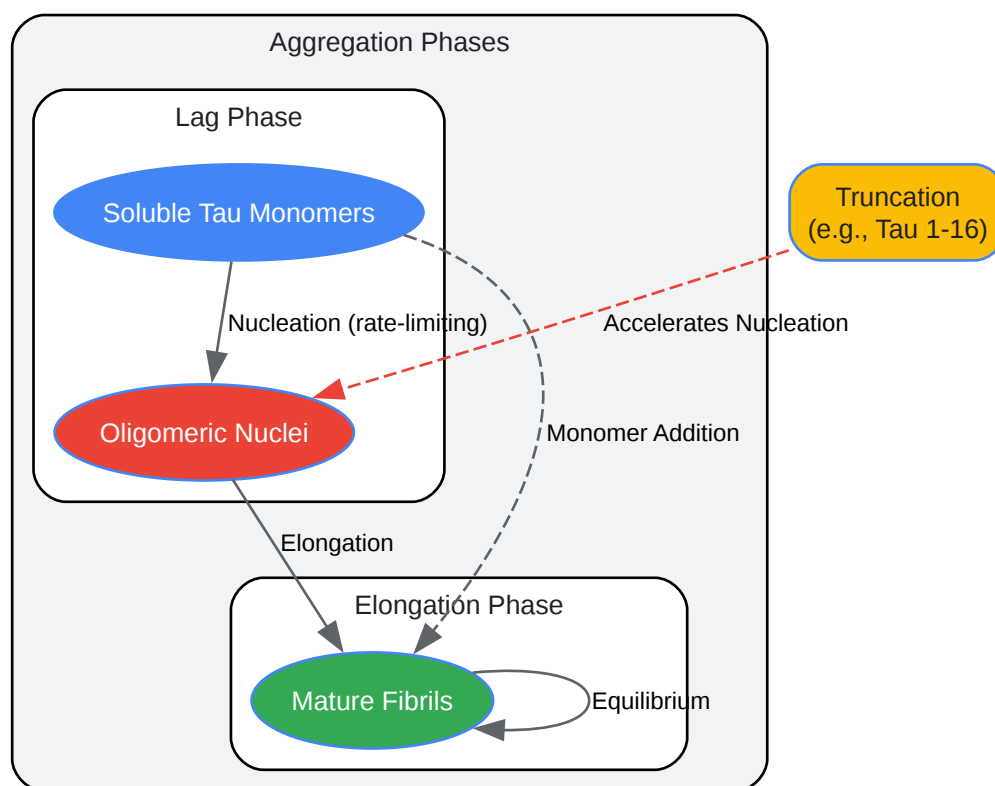 Aggregation Phases
Lag Phase
Soluble Tau Monomers
Truncation
(e.g., Tau 1-16)
Nucleation (rate-limiting)
Accelerates Nucleation
Oligomeric Nuclei
Monomer Addition
Elongation
Elongation Phase
Mature Fibrils
Equilibrium